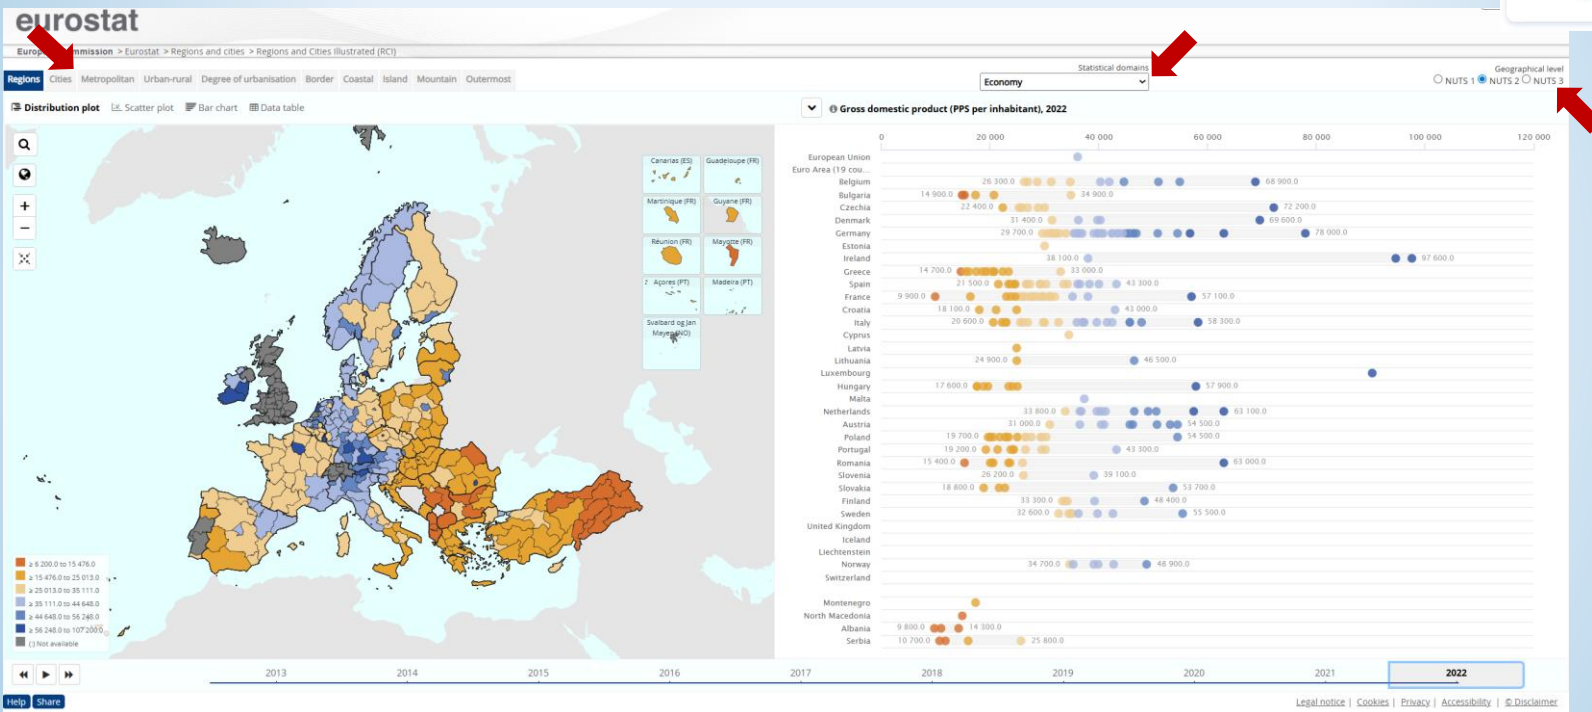 eurostat
European Commission > Eurostat > Regions and cities > Regions and Cities Illustrated (RCI)
Regions Cities Metropolitan Urban-rural Degree of urbanisation Border Coastal Island Mountain Outermost
Statistical domains
Economy
Geographical level
NUTS 1 NUTS 2 NUTS 3
Distribution plot Scatter plot Bar chart Data table
Gross domestic product (PPS per inhabitant), 2022
0 20 000 40 000 60 000 80 000 100 000 120 000
Canarias (ES) Guadeloupe (FR)
Martinique (FR) Guyane (FR)
Réunion (FR) Mayotte (FR)
Açores (PT) Madeira (PT)
Svalbard og Jan
Mayen (NO)
≥ 6 200.0 to 15 476.0
≥ 15 476.0 to 25 013.0
≥ 25 013.0 to 35 111.0
≥ 35 111.0 to 44 648.0
≥ 44 648.0 to 56 248.0
≥ 56 248.0 to 107 200.0
(:) Not available
European Union
Euro Area (19 cou...
Belgium 26 300.0 68 900.0
Bulgaria 14 900.0 34 900.0
Czechia 22 400.0 72 200.0
Denmark 31 400.0 69 600.0
Germany 29 700.0 78 000.0
Estonia
Ireland 38 100.0 97 600.0
Greece 14 700.0 33 000.0
Spain 21 500.0 43 300.0
France 9 900.0 57 100.0
Croatia 18 100.0 43 000.0
Italy 20 600.0 58 300.0
Cyprus
Latvia
Lithuania 24 900.0 46 500.0
Luxembourg
Hungary 17 600.0 57 900.0
Malta
Netherlands 33 800.0 63 100.0
Austria 31 000.0 54 500.0
Poland 19 700.0 54 500.0
Portugal 19 200.0 43 300.0
Romania 15 400.0 63 000.0
Slovenia 26 200.0 39 100.0
Slovakia 18 800.0 53 700.0
Finland 33 300.0 48 400.0
Sweden 32 600.0 55 500.0
United Kingdom
Iceland
Liechtenstein
Norway 34 700.0 48 900.0
Switzerland
Montenegro
North Macedonia
Albania 9 800.0 14 300.0
Serbia 10 700.0 25 800.0
2013 2014 2015 2016 2017 2018 2019 2020 2021 2022
Help Share
Legal notice | Cookies | Privacy | Accessibility | © Disclaimer